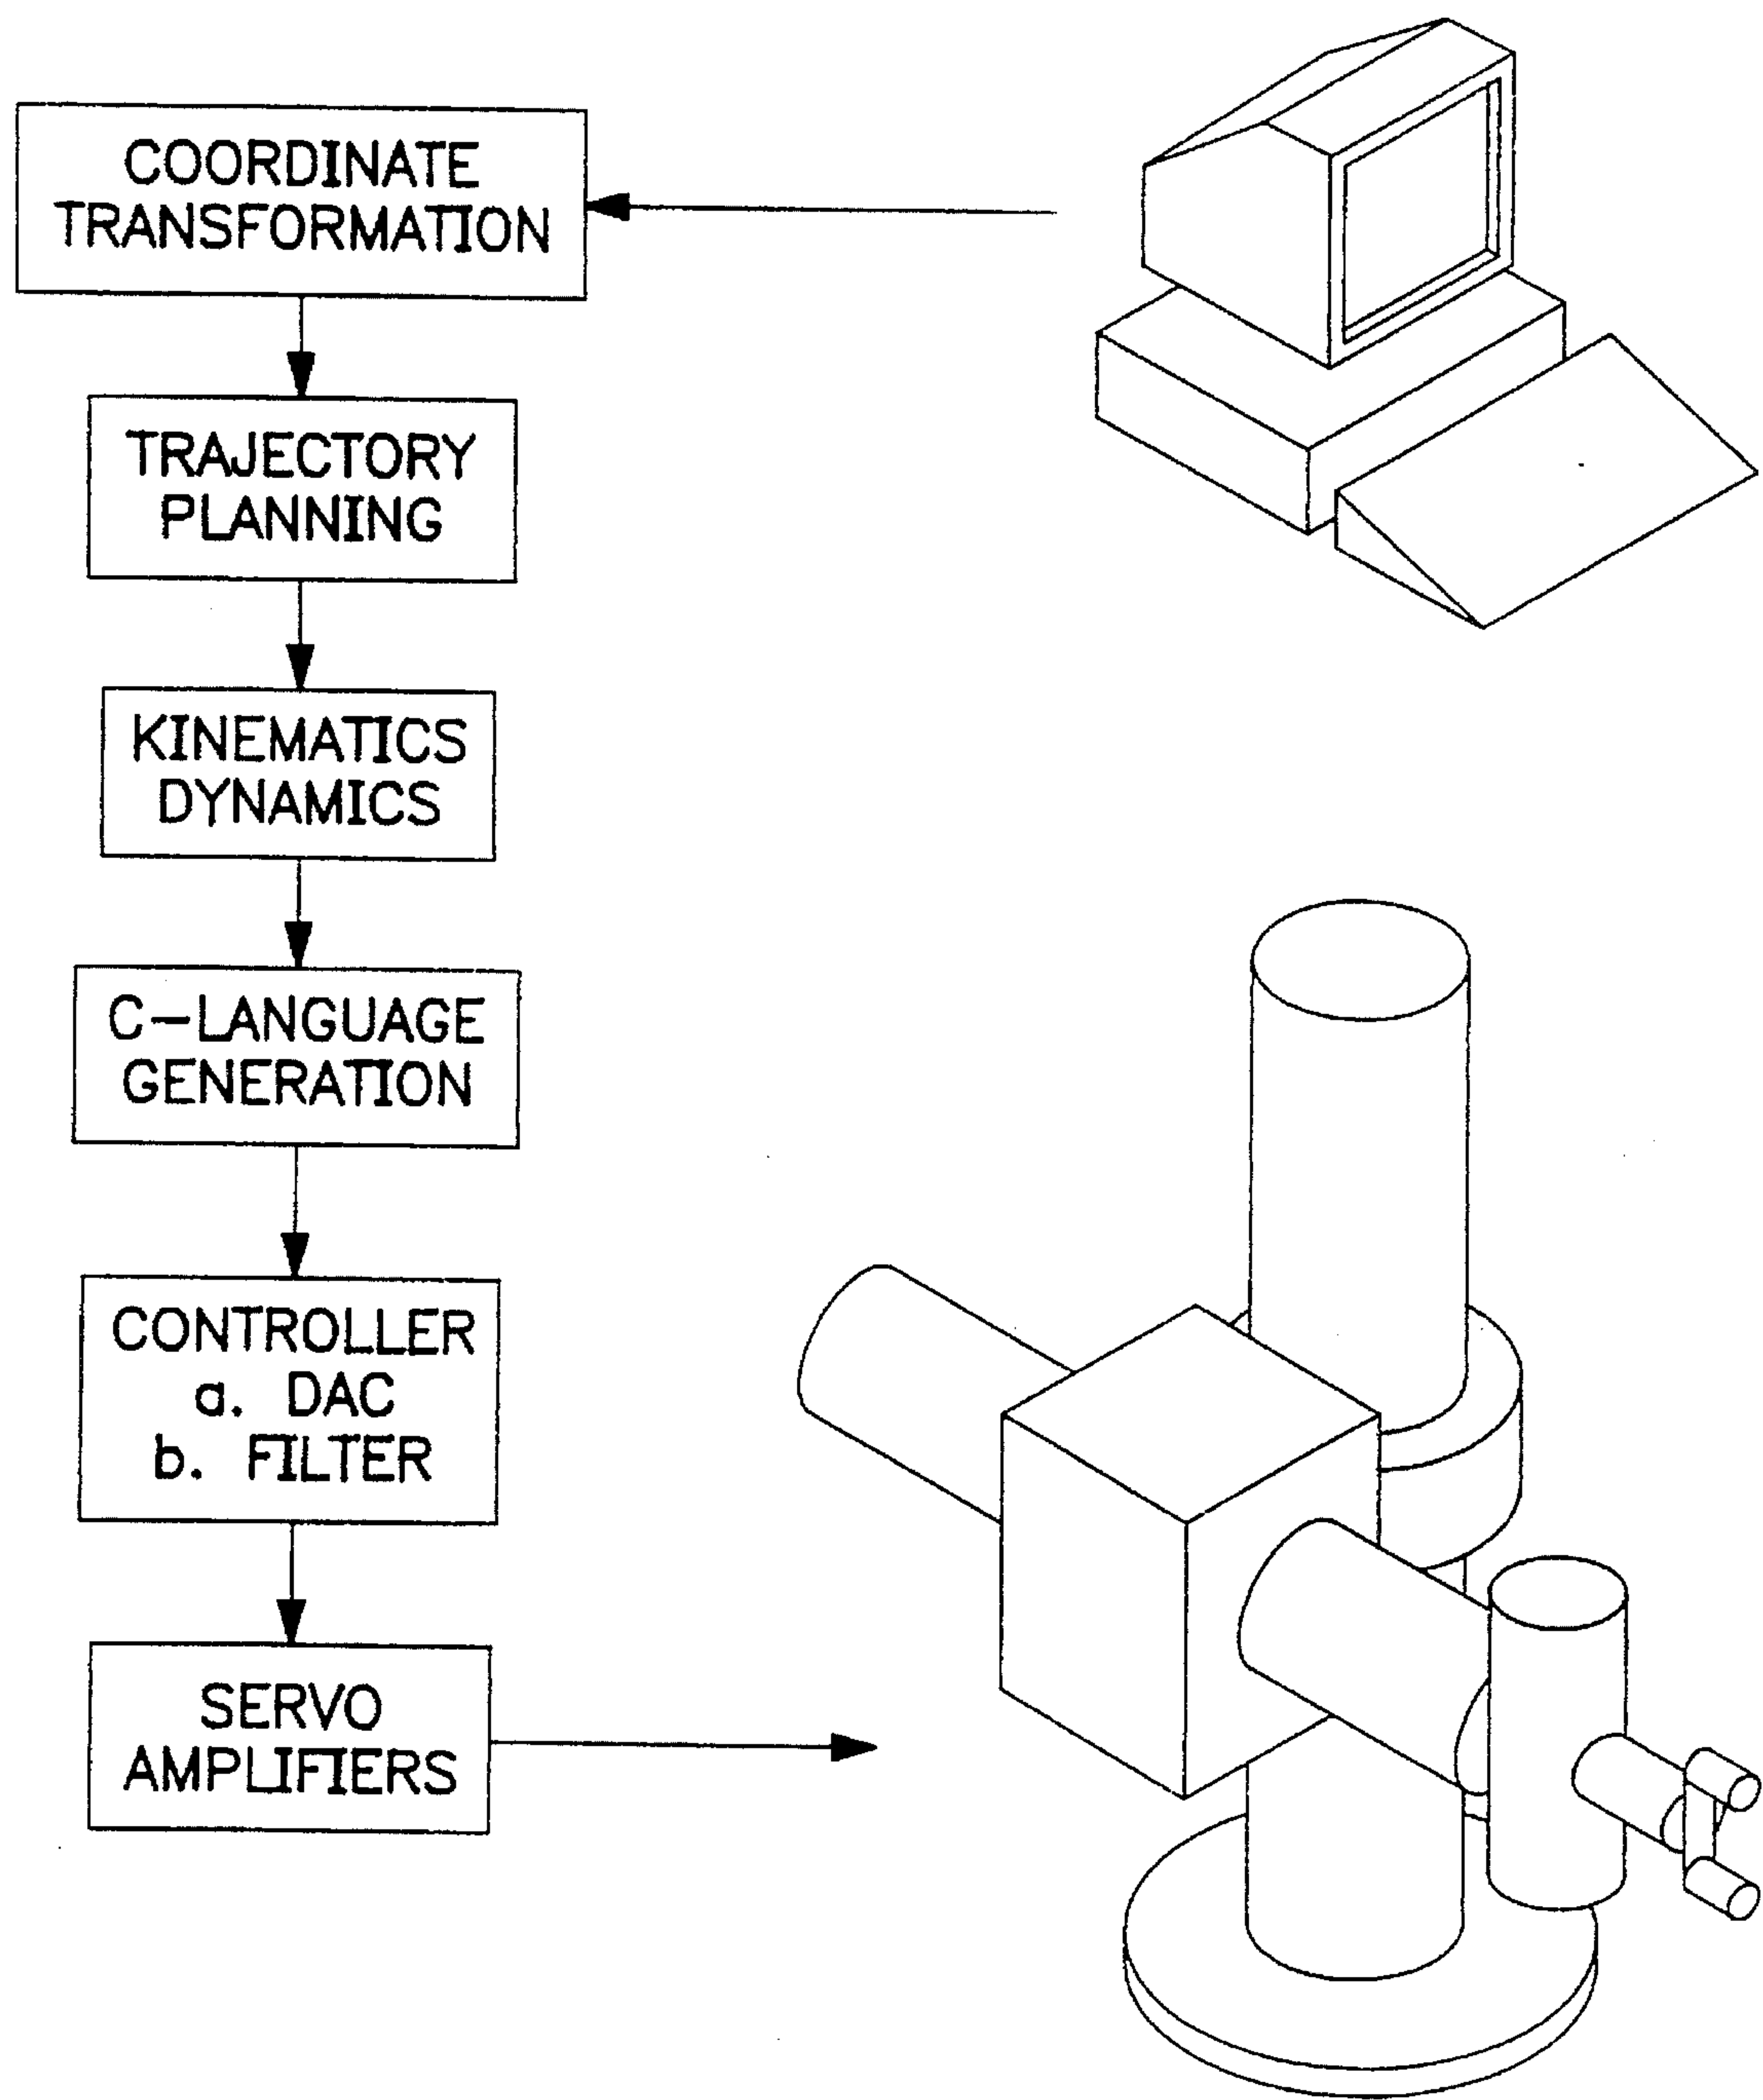 COORDINATE
TRANSFORMATION
TRAJECTORY
PLANNING
KINEMATICS
DYNAMICS
C-LANGUAGE
GENERATION
CONTROLLER
a. DAC
b. FILTER
SERVO
AMPLIFIERS